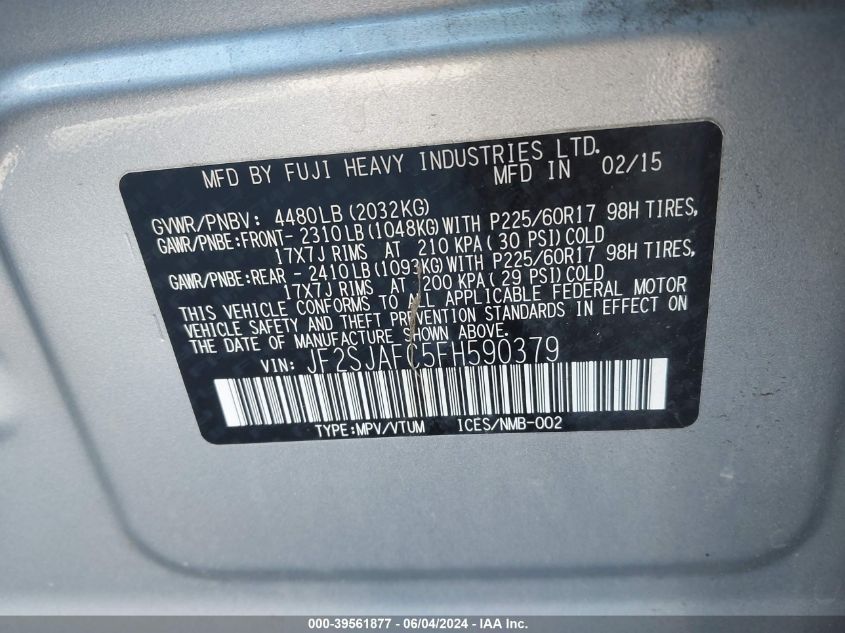 MFD BY FUJI HEAVY INDUSTRIES LTD.
MFD IN 02/15
GVWR/PNBV: 4480LB(2032KG)
GAWR/PNBE:FRONT- 2310LB(1048KG)WITH P225/60R17 98H TIRES,
17X7J RIMS AT 210 KPA(30 PSI)COLD
GAWR/PNBE:REAR - 2410LB(1093KG)WITH P225/60R17 98H TIRES,
17X7J RIMS AT 200 KPA(29 PSI)COLD
THIS VEHICLE CONFORMS TO ALL APPLICABLE FEDERAL MOTOR
VEHICLE SAFETY AND THEFT PREVENTION STANDARDS IN EFFECT ON
THE DATE OF MANUFACTURE SHOWN ABOVE.
VIN: JF2SJAFC5FH590379
TYPE:MPV/VTUM ICES/NMB-002
000-39561877 - 06/04/2024 - IAA Inc.